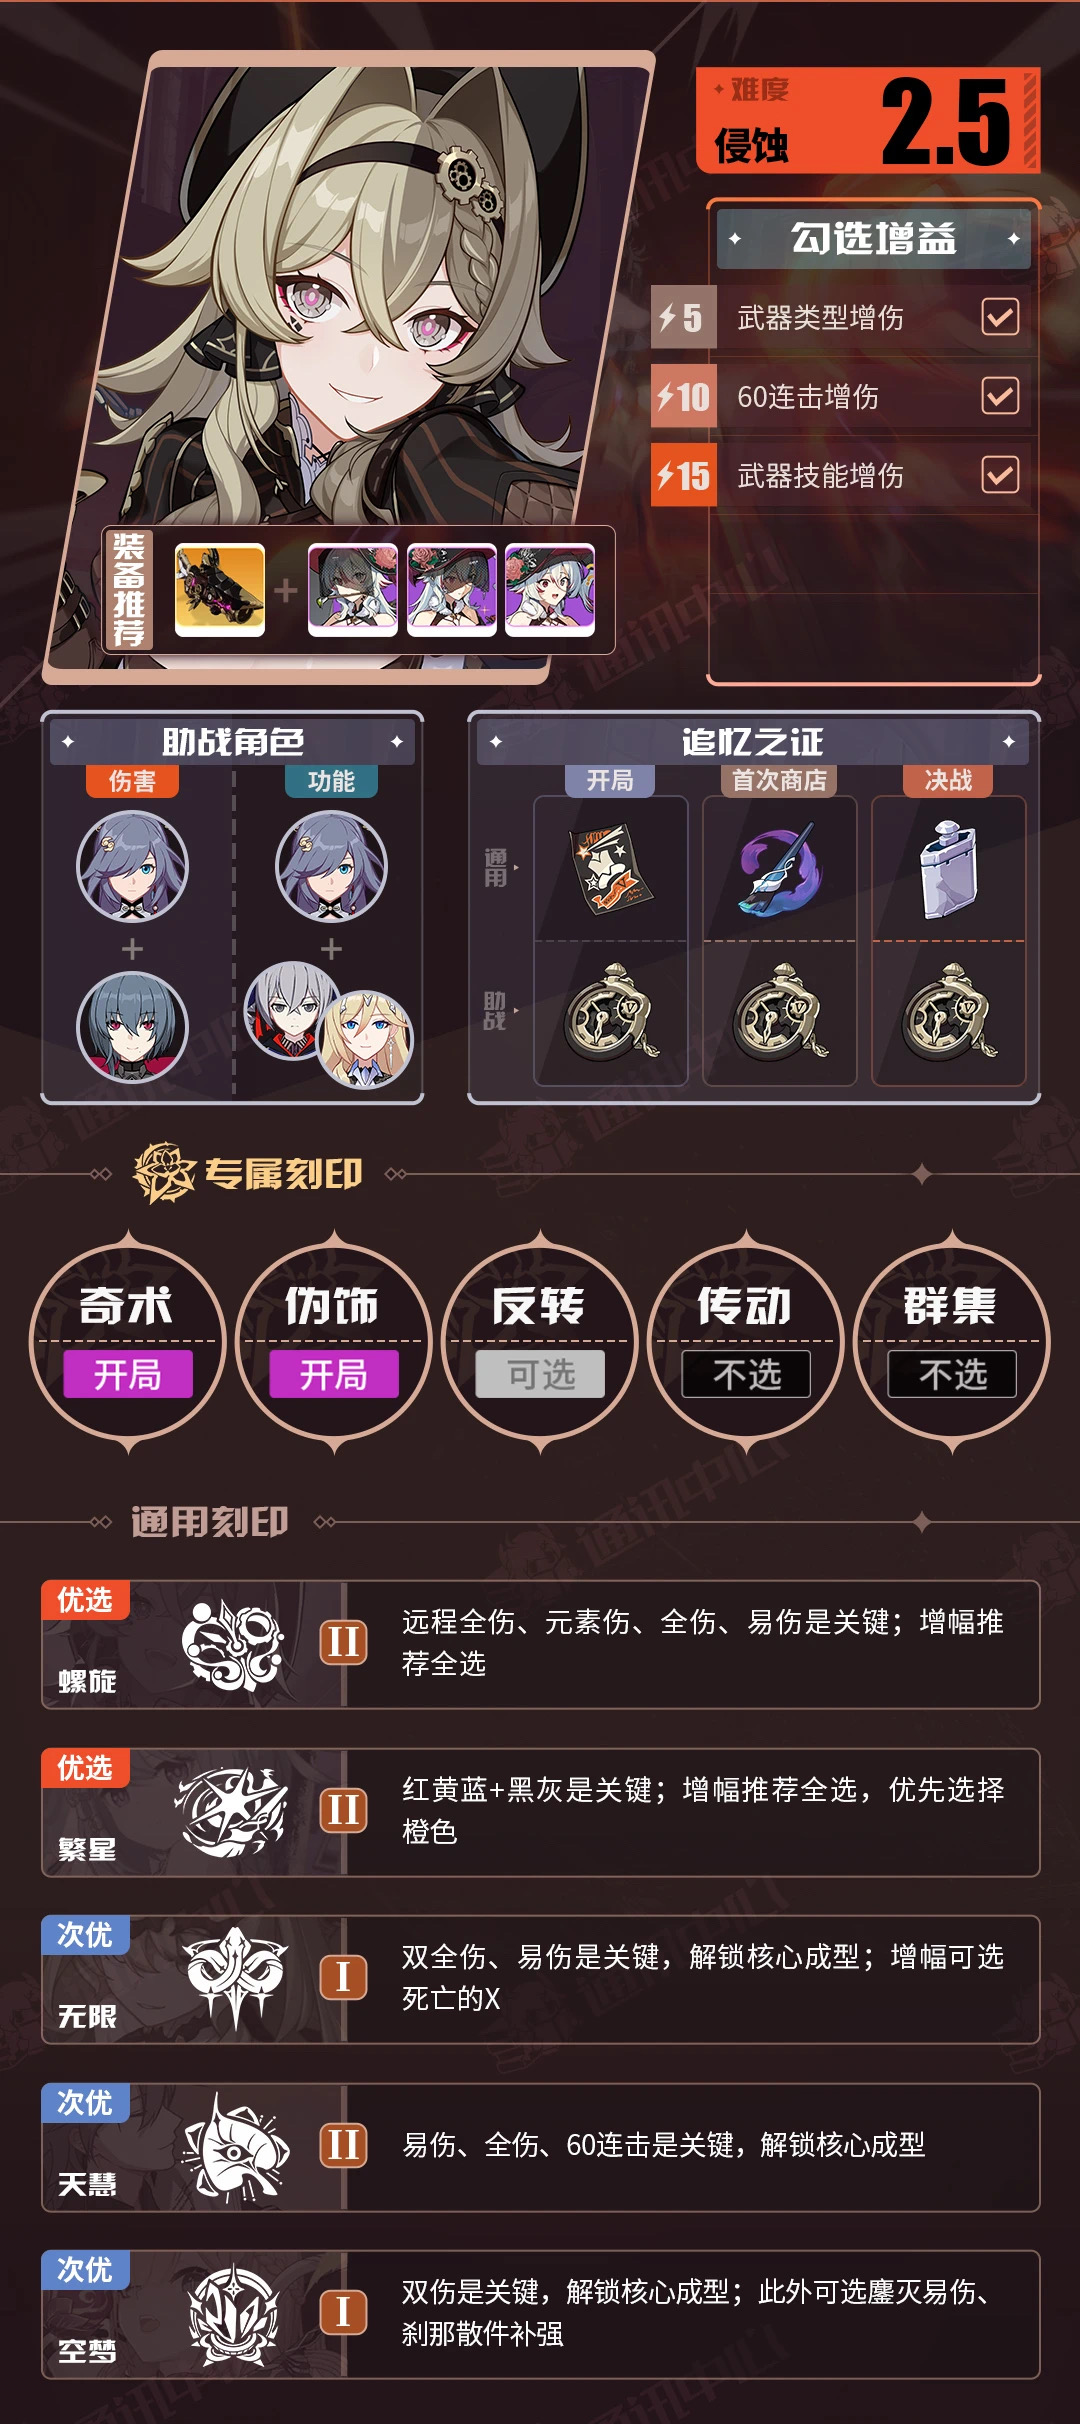 难度
侵蚀
2.5
勾选增益
5 武器类型增伤
10 60连击增伤
15 武器技能增伤
装备推荐
助战角色
伤害
功能
追忆之证
开局
首次商店
决战
通用
助战
专属刻印
奇术
开局
伪饰
开局
反转
可选
传动
不选
群集
不选
通用刻印
优选
螺旋
II
远程全伤、元素伤、全伤、易伤是关键；增幅推
荐全选
优选
繁星
II
红黄蓝+黑灰是关键；增幅推荐全选，优先选择
橙色
次优
无限
I
双全伤、易伤是关键，解锁核心成型；增幅可选
死亡的X
次优
天慧
II
易伤、全伤、60连击是关键，解锁核心成型
次优
空梦
I
双伤是关键，解锁核心成型；此外可选鏖灭易伤、
刹那散件补强
通讯中心